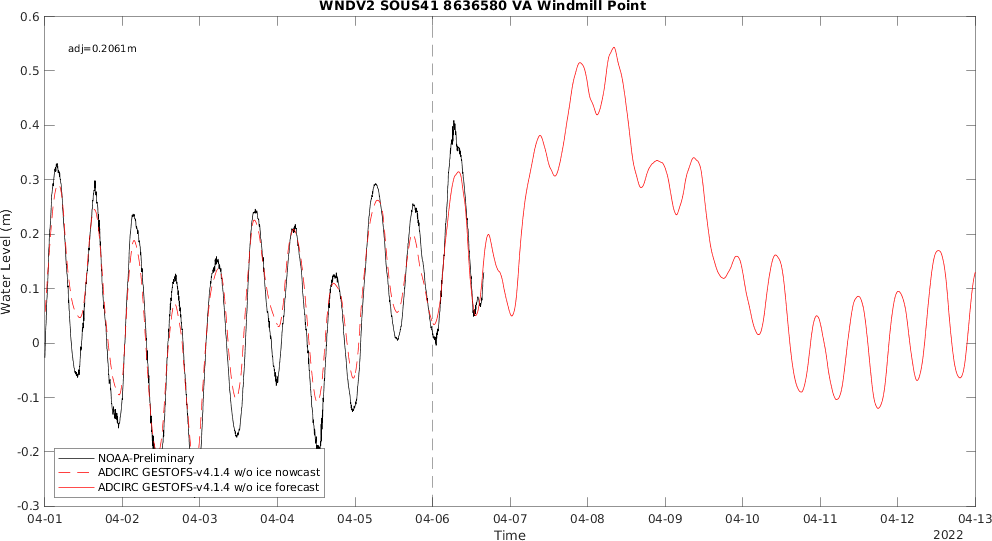 WNDV2 SOUS41 8636580 VA Windmill Point
adj=0.2061m
Water Level (m)
0.6
0.5
0.4
0.3
0.2
0.1
0
-0.1
-0.2
-0.3
NOAA-Preliminary
ADCIRC GESTOFS-v4.1.4 w/o ice nowcast
ADCIRC GESTOFS-v4.1.4 w/o ice forecast
04-01 04-02 04-03 04-04 04-05 04-06 04-07 04-08 04-09 04-10 04-11 04-12 04-13
Time
2022